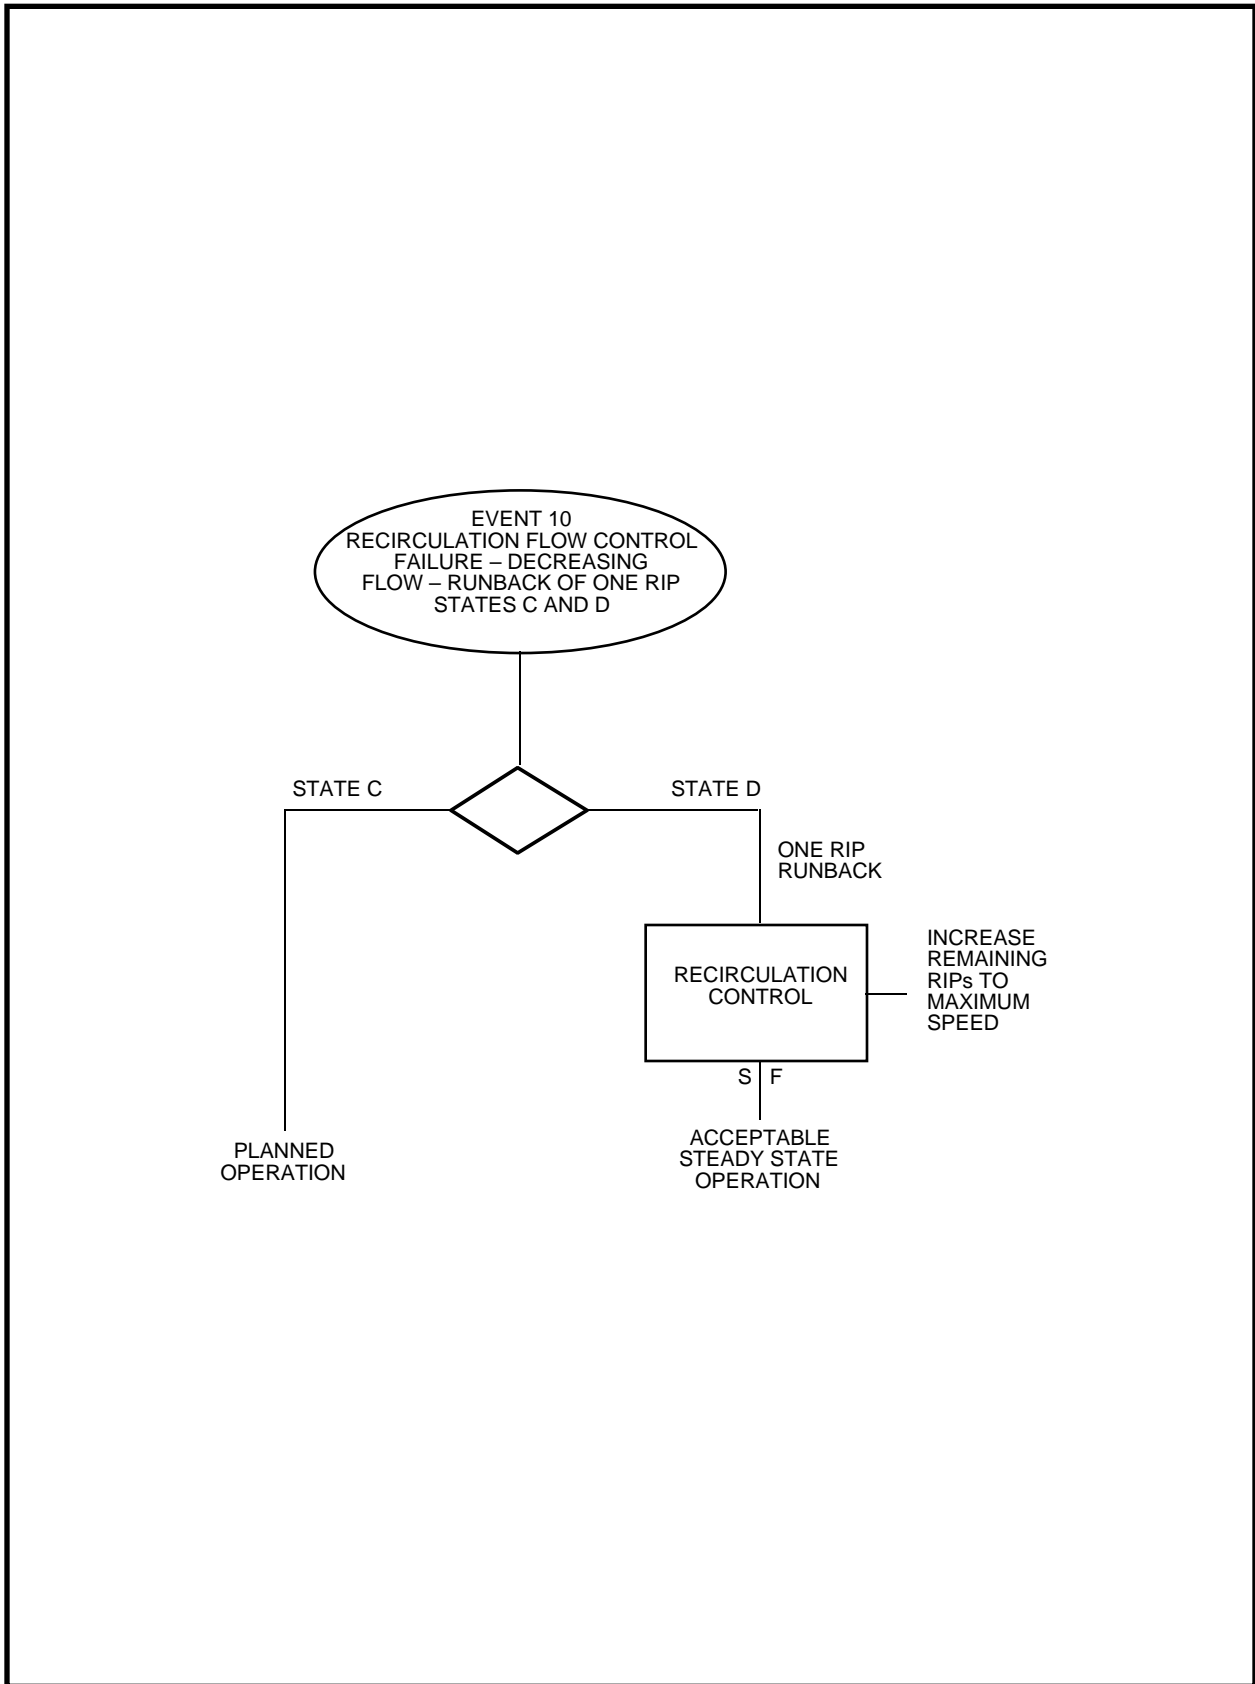 EVENT 10
RECIRCULATION FLOW CONTROL
FAILURE – DECREASING
FLOW – RUNBACK OF ONE RIP
STATES C AND D
STATE C
STATE D
ONE RIP
RUNBACK
RECIRCULATION
CONTROL
INCREASE
REMAINING
RIPs TO
MAXIMUM
SPEED
S F
PLANNED
OPERATION
ACCEPTABLE
STEADY STATE
OPERATION